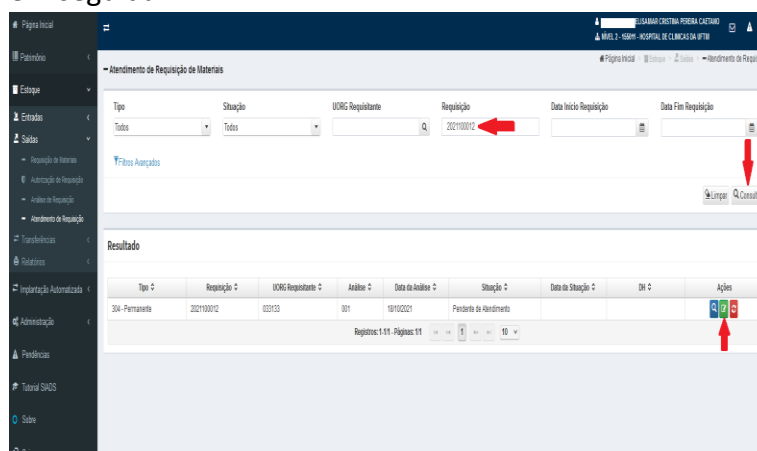 Página Inicial
ELISAMAR CRISTINA PEREIRA CAETANO
NÍVEL 2 - 155011 - HOSPITAL DE CLINICAS DA UFTM
Página Inicial > Estoque > Saídas > Atendimento de Requi
Patrimônio
Atendimento de Requisição de Materiais
Estoque
Entradas
Saídas
Requisição de Materiais
Autorização de Requisição
Análise de Requisição
Atendimento de Requisição
Transferências
Relatórios
Implantação Automatizada
Administração
Pendências
Tutorial SIADS
Sobre
Tipo Situação UORG Requisitante Requisição Data Início Requisição Data Fim Requisição
Todos Todos 2021100012
Filtros Avançados
Limpar Consult
Resultado
Tipo Requisição UORG Requisitante Análise Data da Análise Situação Data da Situação DH Ações
304 - Permanente 2021100012 033133 001 18/10/2021 Pendente de Atendimento
Registros: 1-1/1 - Páginas: 1/1 1 10